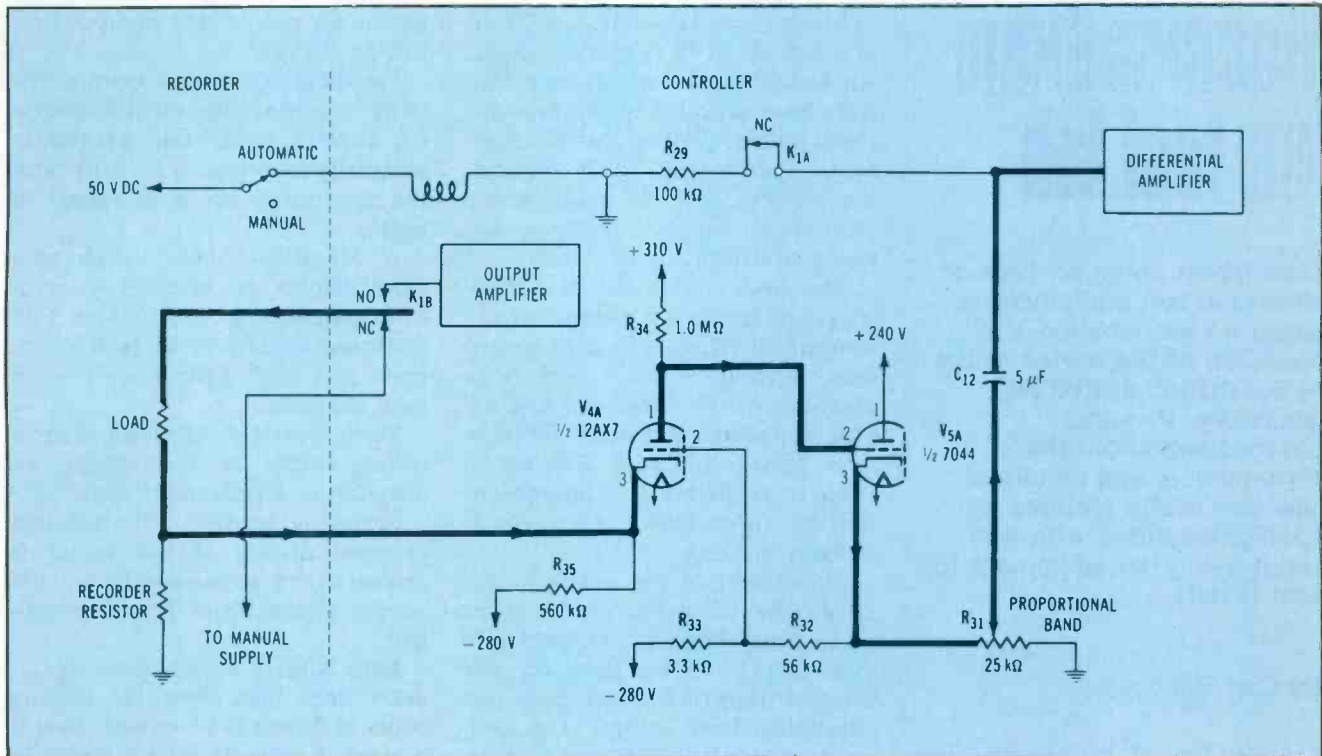 RECORDER
CONTROLLER
AUTOMATIC
50 V DC
MANUAL
R29
100 kΩ
NC
K1A
DIFFERENTIAL
AMPLIFIER
OUTPUT
AMPLIFIER
NO
K1B
NC
+310 V
R34
1.0 MΩ
+240 V
C12
5 μF
LOAD
V4A
½ 12AX7
1
2
3
V5A
½ 7044
1
2
3
R35
560 kΩ
-280 V
RECORDER
RESISTOR
TO MANUAL
SUPPLY
R33
3.3 kΩ
-280 V
R32
56 kΩ
R31
25 kΩ
PROPORTIONAL
BAND